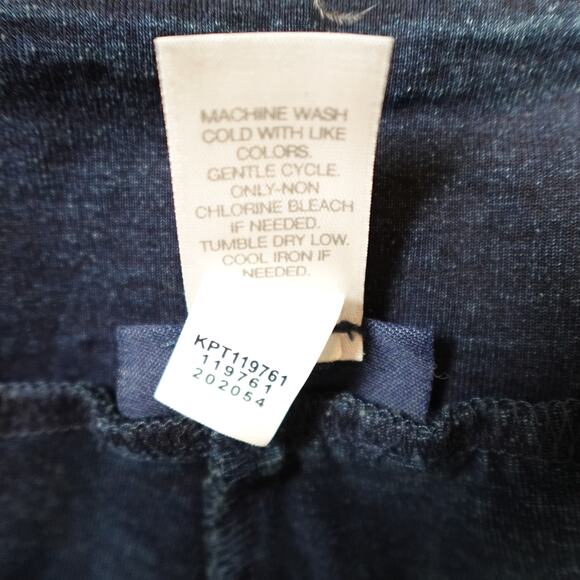 MACHINE WASH
COLD WITH LIKE
COLORS.
GENTLE CYCLE.
ONLY-NON
CHLORINE BLEACH
IF NEEDED.
TUMBLE DRY LOW.
COOL IRON IF
NEEDED.
KPT119761
119761
202054